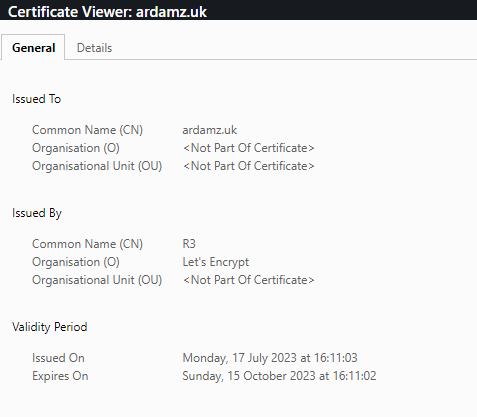 Certificate Viewer: ardamz.uk
General Details
Issued To
Common Name (CN) ardamz.uk
Organisation (O) <Not Part Of Certificate>
Organisational Unit (OU) <Not Part Of Certificate>
Issued By
Common Name (CN) R3
Organisation (O) Let's Encrypt
Organisational Unit (OU) <Not Part Of Certificate>
Validity Period
Issued On Monday, 17 July 2023 at 16:11:03
Expires On Sunday, 15 October 2023 at 16:11:02